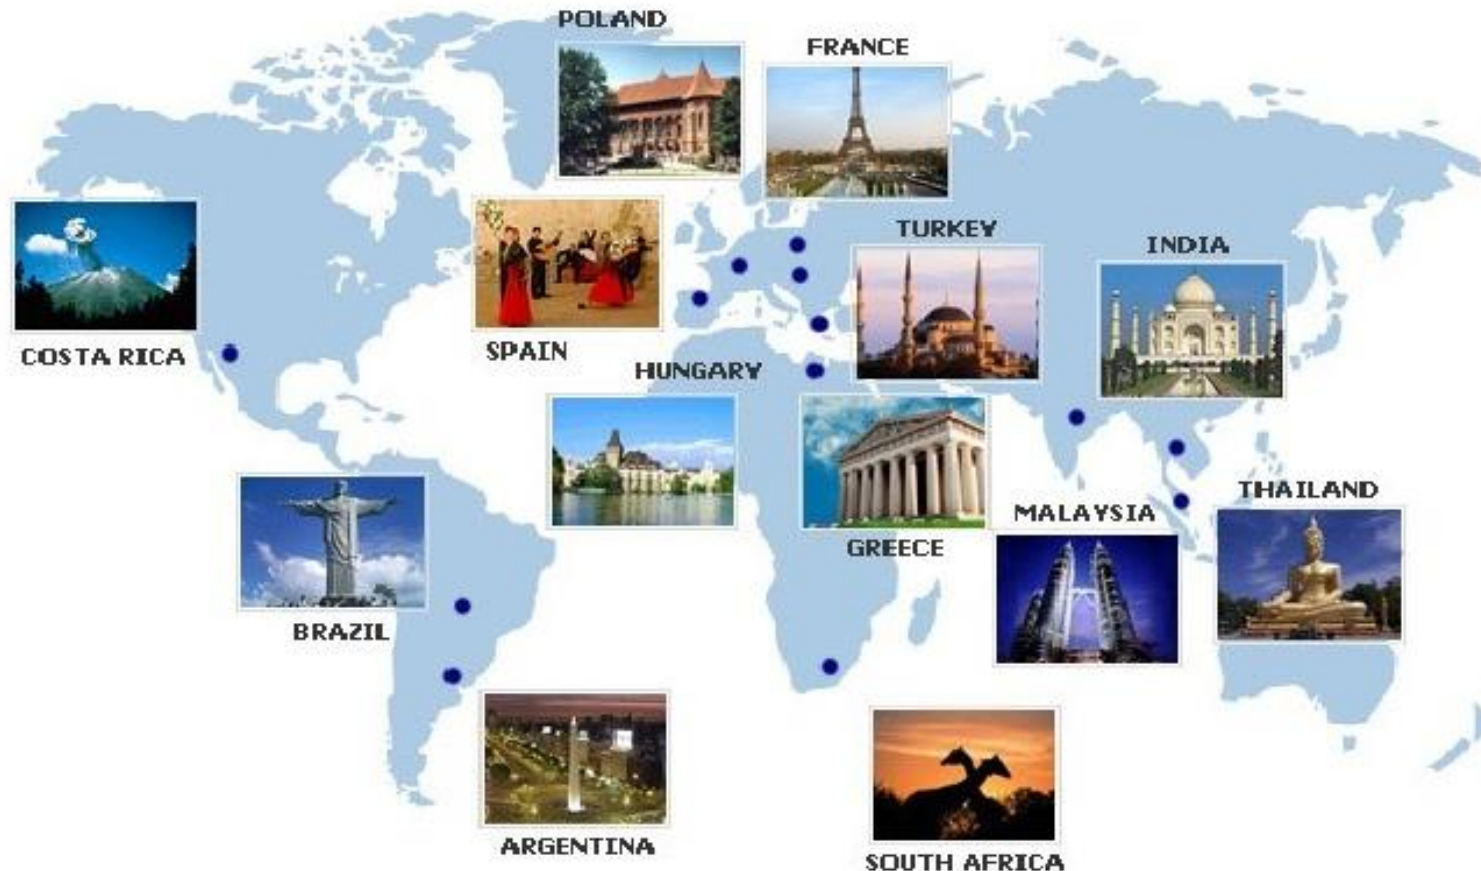 POLAND
FRANCE
TURKEY
INDIA
COSTA RICA
SPAIN
HUNGARY
THAILAND
MALAYSIA
GREECE
BRAZIL
ARGENTINA
SOUTH AFRICA